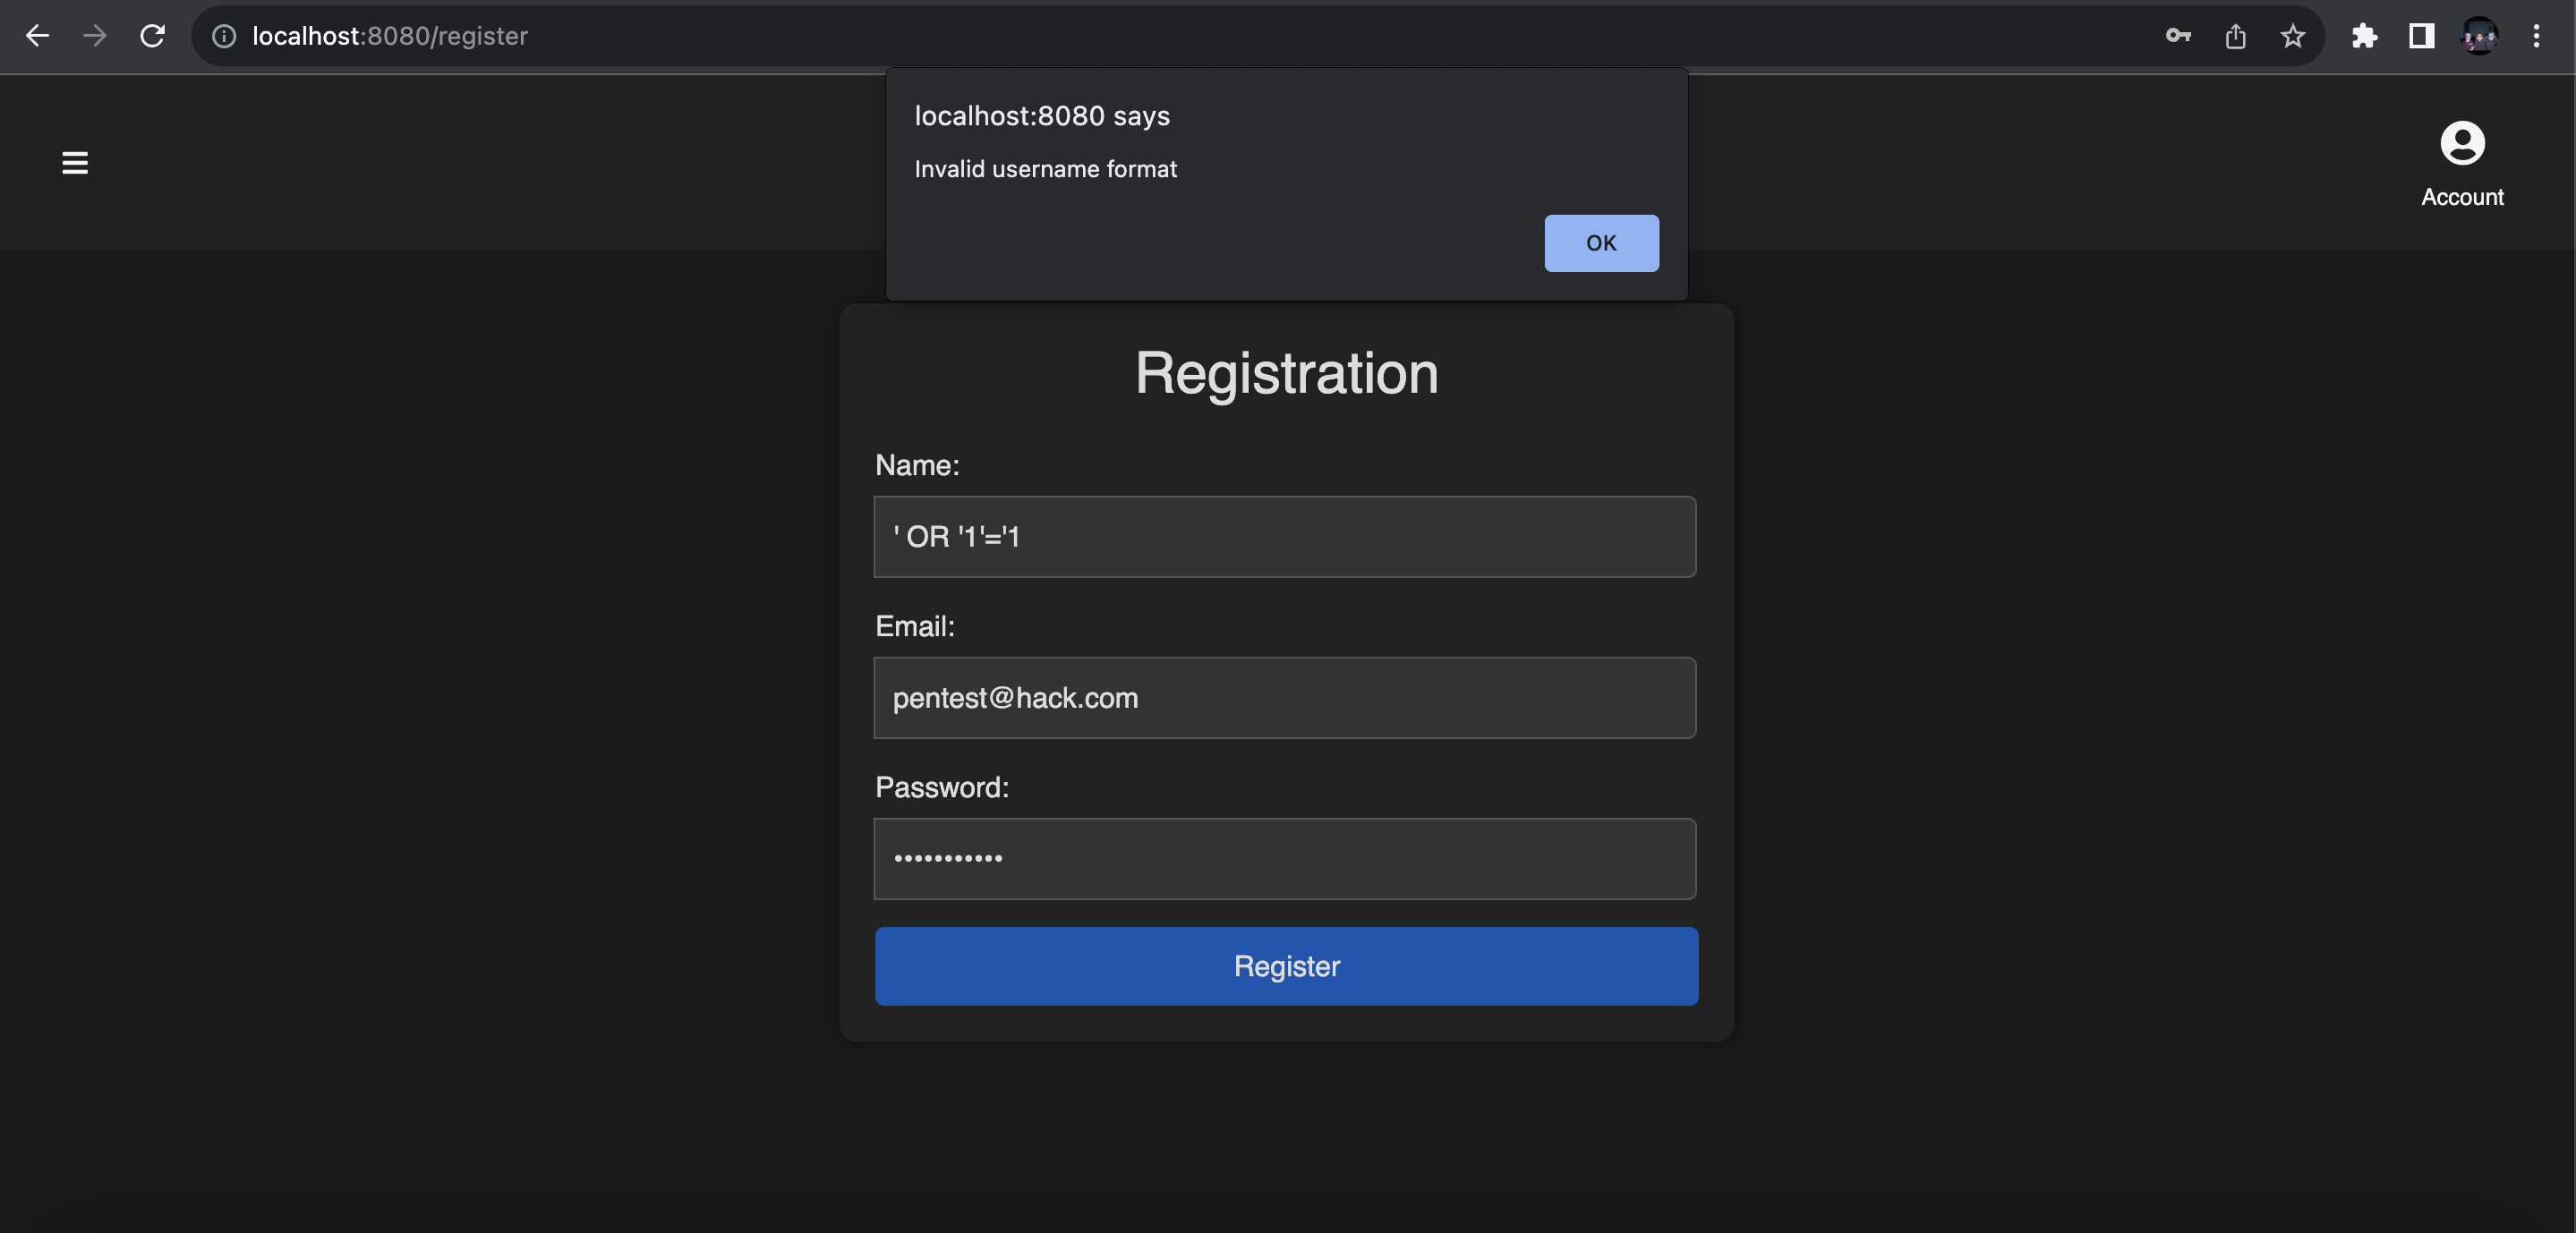 localhost:8080/register
localhost:8080 says
Invalid username format
OK
Account
Registration
Name:
' OR '1'='1
Email:
pentest@hack.com
Password:
•••••••••••
Register